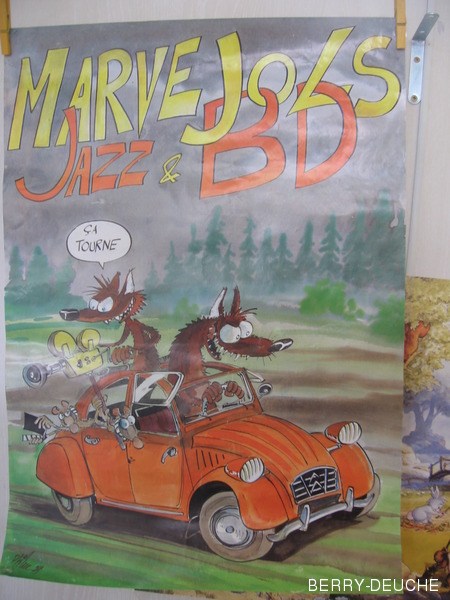 MARVEJOLS
JAZZ & BD
ÇA
TOURNE
BERRY-DEUCHE